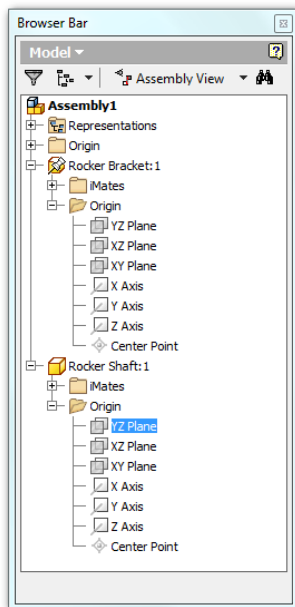 Browser Bar
Model
Assembly View
Assembly1
Representations
Origin
Rocker Bracket:1
iMates
Origin
YZ Plane
XZ Plane
XY Plane
X Axis
Y Axis
Z Axis
Center Point
Rocker Shaft:1
iMates
Origin
YZ Plane
XZ Plane
XY Plane
X Axis
Y Axis
Z Axis
Center Point